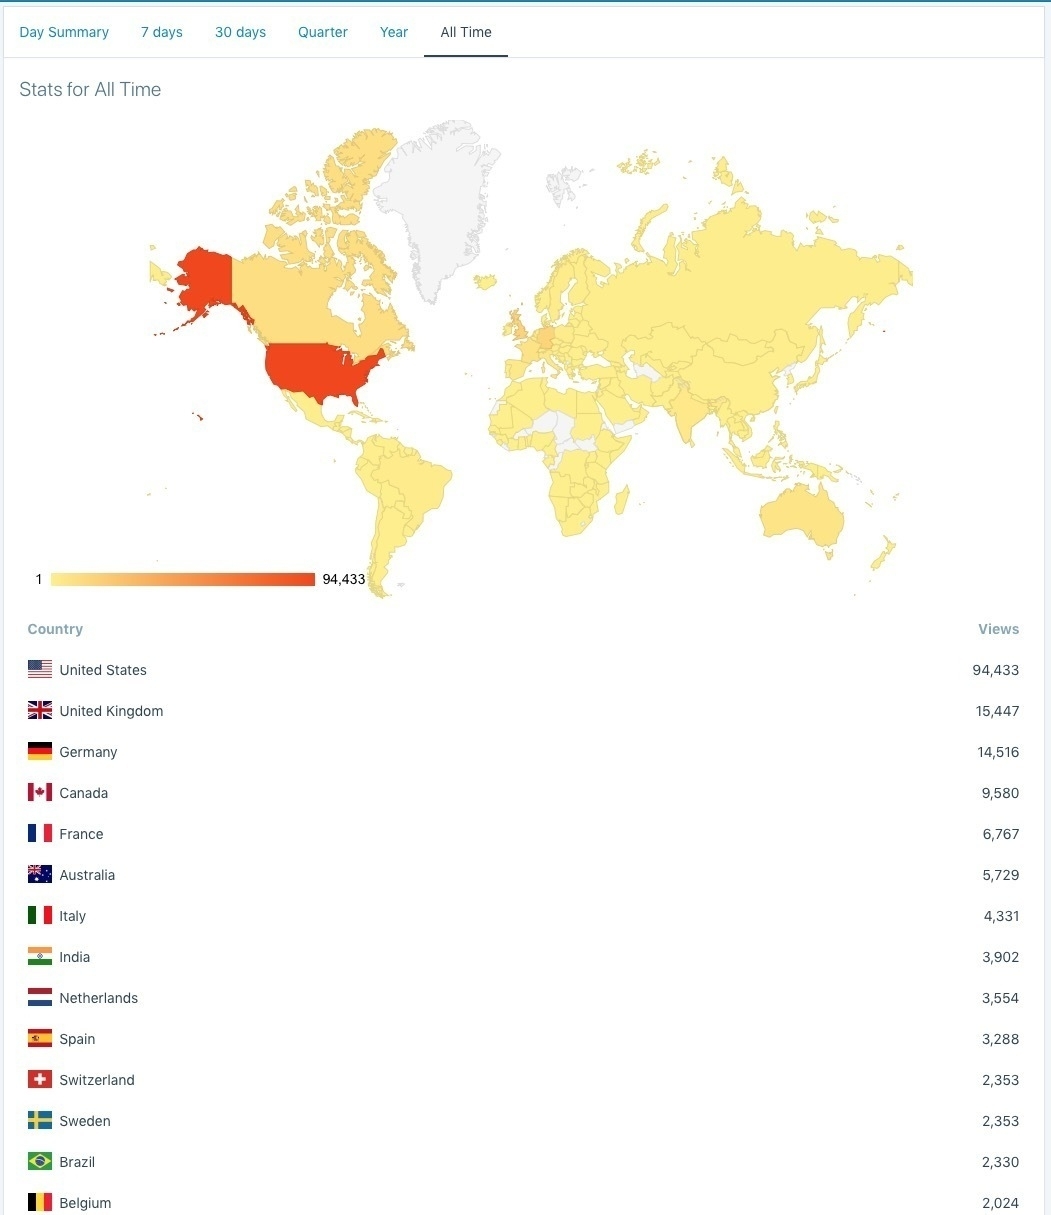 Day Summary 7 days 30 days Quarter Year All Time
Stats for All Time
1 94,433
Country Views
United States 94,433
United Kingdom 15,447
Germany 14,516
Canada 9,580
France 6,767
Australia 5,729
Italy 4,331
India 3,902
Netherlands 3,554
Spain 3,288
Switzerland 2,353
Sweden 2,353
Brazil 2,330
Belgium 2,024